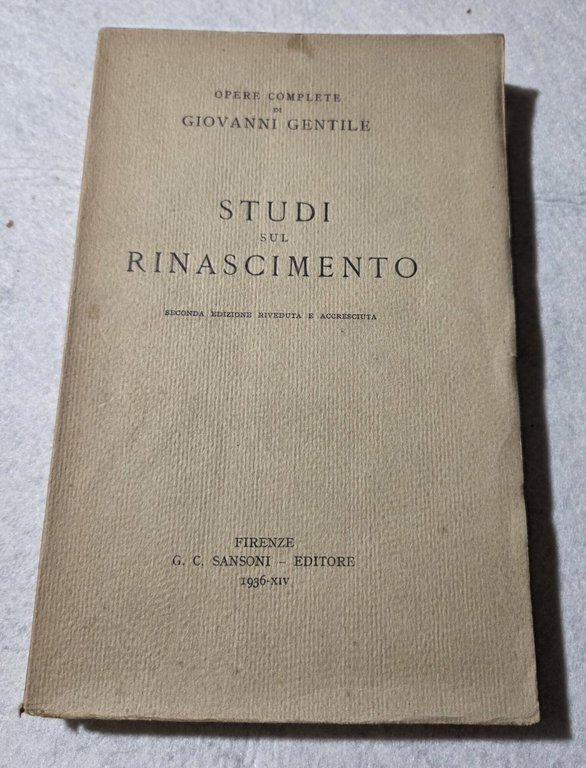 OPERE COMPLETE
DI
GIOVANNI GENTILE
STUDI
SUL
RINASCIMENTO
SECONDA EDIZIONE RIVEDUTA E ACCRESCIUTA
FIRENZE
G. C. SANSONI – EDITORE
1936-XIV